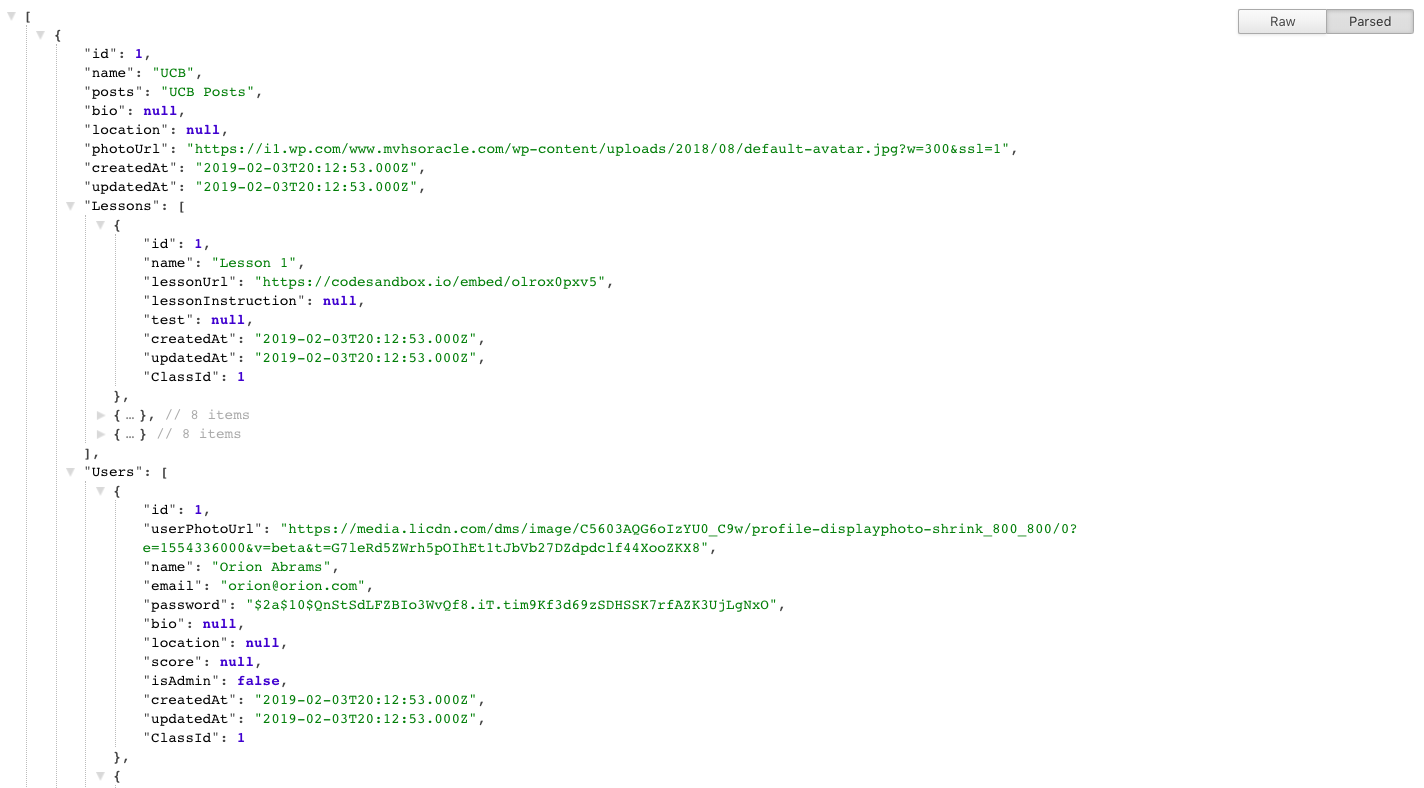 Raw Parsed
[
{
"id": 1,
"name": "UCB",
"posts": "UCB Posts",
"bio": null,
"location": null,
"photoUrl": "https://i1.wp.com/www.mvhsoracle.com/wp-content/uploads/2018/08/default-avatar.jpg?w=300&ssl=1",
"createdAt": "2019-02-03T20:12:53.000Z",
"updatedAt": "2019-02-03T20:12:53.000Z",
"Lessons": [
{
"id": 1,
"name": "Lesson 1",
"lessonUrl": "https://codesandbox.io/embed/olrox0pxv5",
"lessonInstruction": null,
"test": null,
"createdAt": "2019-02-03T20:12:53.000Z",
"updatedAt": "2019-02-03T20:12:53.000Z",
"ClassId": 1
},
{ … }, // 8 items
{ … } // 8 items
],
"Users": [
{
"id": 1,
"userPhotoUrl": "https://media.licdn.com/dms/image/C5603AQG6oIzYU0_C9w/profile-displayphoto-shrink_800_800/0?
e=1554336000&v=beta&t=G7leRd5ZWrh5pOIhEt1tJbVb27DZdpdclf44XooZKX8",
"name": "Orion Abrams",
"email": "orion@orion.com",
"password": "$2a$10$QnStSdLFZBIo3WvQf8.iT.tim9Kf3d69zSDHSSK7rfAZK3UjLgNxO",
"bio": null,
"location": null,
"score": null,
"isAdmin": false,
"createdAt": "2019-02-03T20:12:53.000Z",
"updatedAt": "2019-02-03T20:12:53.000Z",
"ClassId": 1
},
{